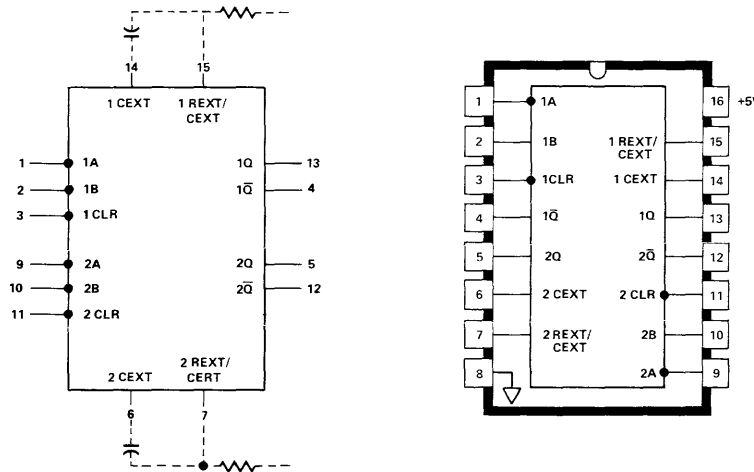 14
15
1 CEXT
1 REXT/
CEXT
1
1A
1Q
13
2
1B
1Q̅
4
3
1 CLR
9
2A
2Q
5
10
2B
2Q̅
12
11
2 CLR
2 CEXT
2 REXT/
CERT
6
7
1
1A
16
+5V
2
1B
1 REXT/
CEXT
15
3
1CLR
1 CEXT
14
4
1Q̅
1Q
13
5
2Q
2Q̅
12
6
2 CEXT
2 CLR
11
7
2 REXT/
CEXT
2B
10
8
2A
9